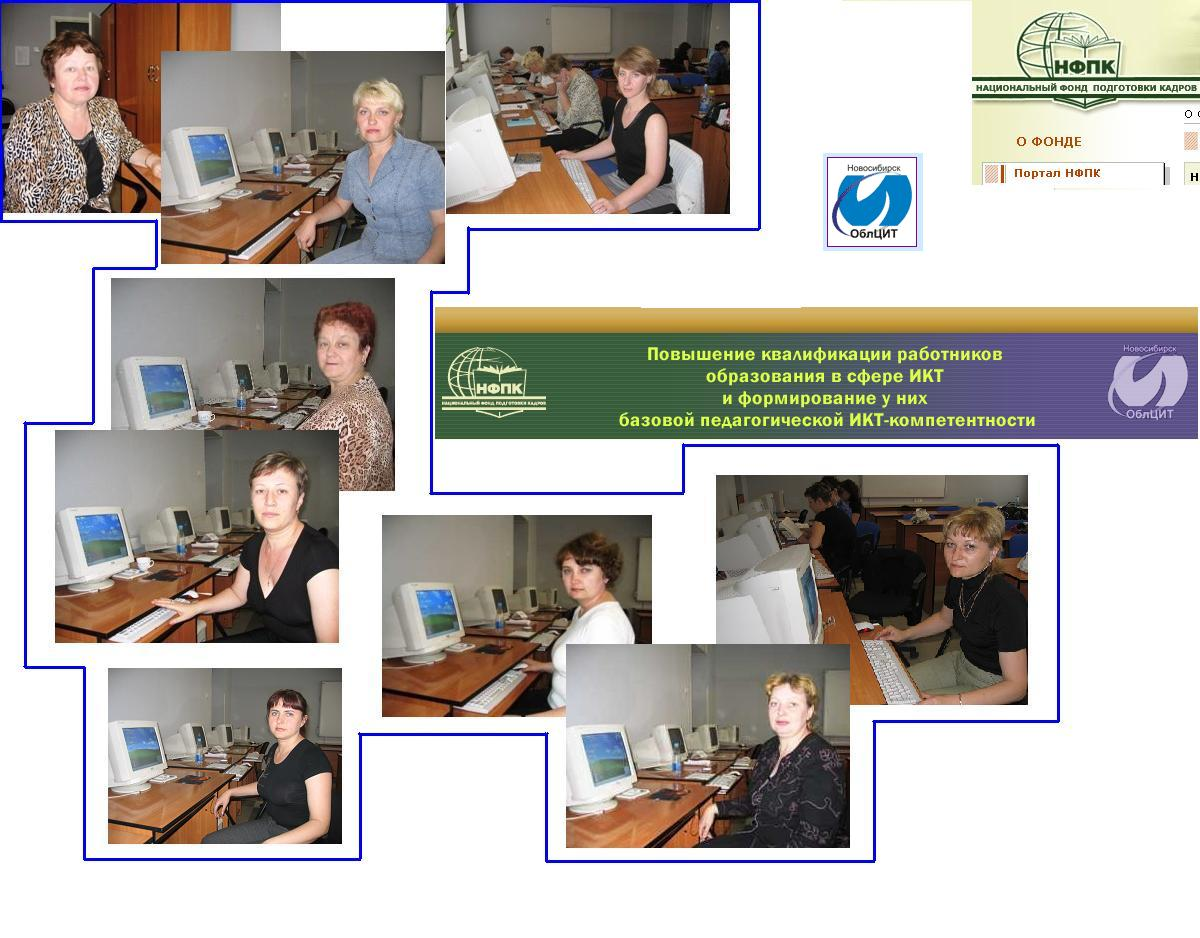 НФПК
НАЦИОНАЛЬНЫЙ ФОНД ПОДГОТОВКИ КАДРОВ
О ФОНДЕ
Портал НФПК
Новосибирск
ОблЦИТ
НФПК
НАЦИОНАЛЬНЫЙ ФОНД ПОДГОТОВКИ КАДРОВ
Повышение квалификации работников
образования в сфере ИКТ
и формирование у них
базовой педагогической ИКТ-компетентности
Новосибирск
ОблЦИТ